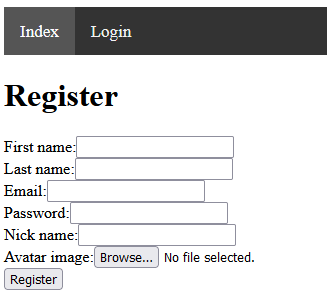 Index Login
Register
First name:
Last name:
Email:
Password:
Nick name:
Avatar image: Browse... No file selected.
Register